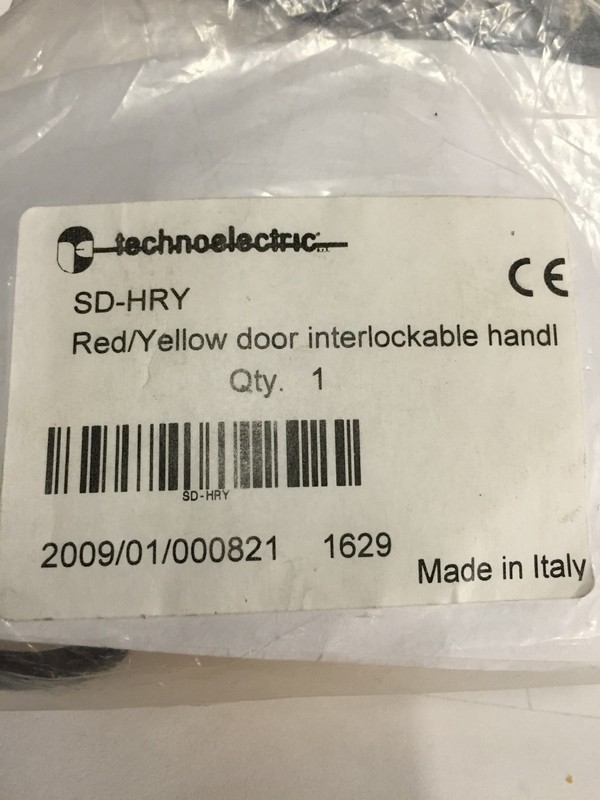 technoelectric
CE
SD-HRY
Red/Yellow door interlockable handl
Qty. 1
SD-HRY
2009/01/000821 1629
Made in Italy